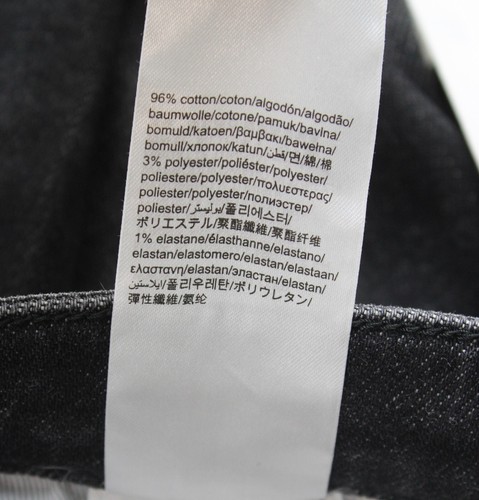 96% cotton/coton/algodón/algodão/
baumwolle/cotone/pamuk/bavlna/
bomuld/katoen/βαμβακι/bawełna/
bomull/хлопок/katun/قطن/면/綿/棉/
3% polyester/poliéster/polyester/
poliestere/polyester/πολυεστερας/
poliester/polyester/полиэстер/
poliester/بوليستر/폴리에스터/
ポリエステル/聚酯纖維/聚酯纤维
1% elastane/élasthanne/elastano/
elastan/elastomero/elastan/elastaan/
ελαστανη/elastan/эластан/elastan/
ايلاستين/폴리우레탄/ポリウレタン/
彈性纖維/氨纶